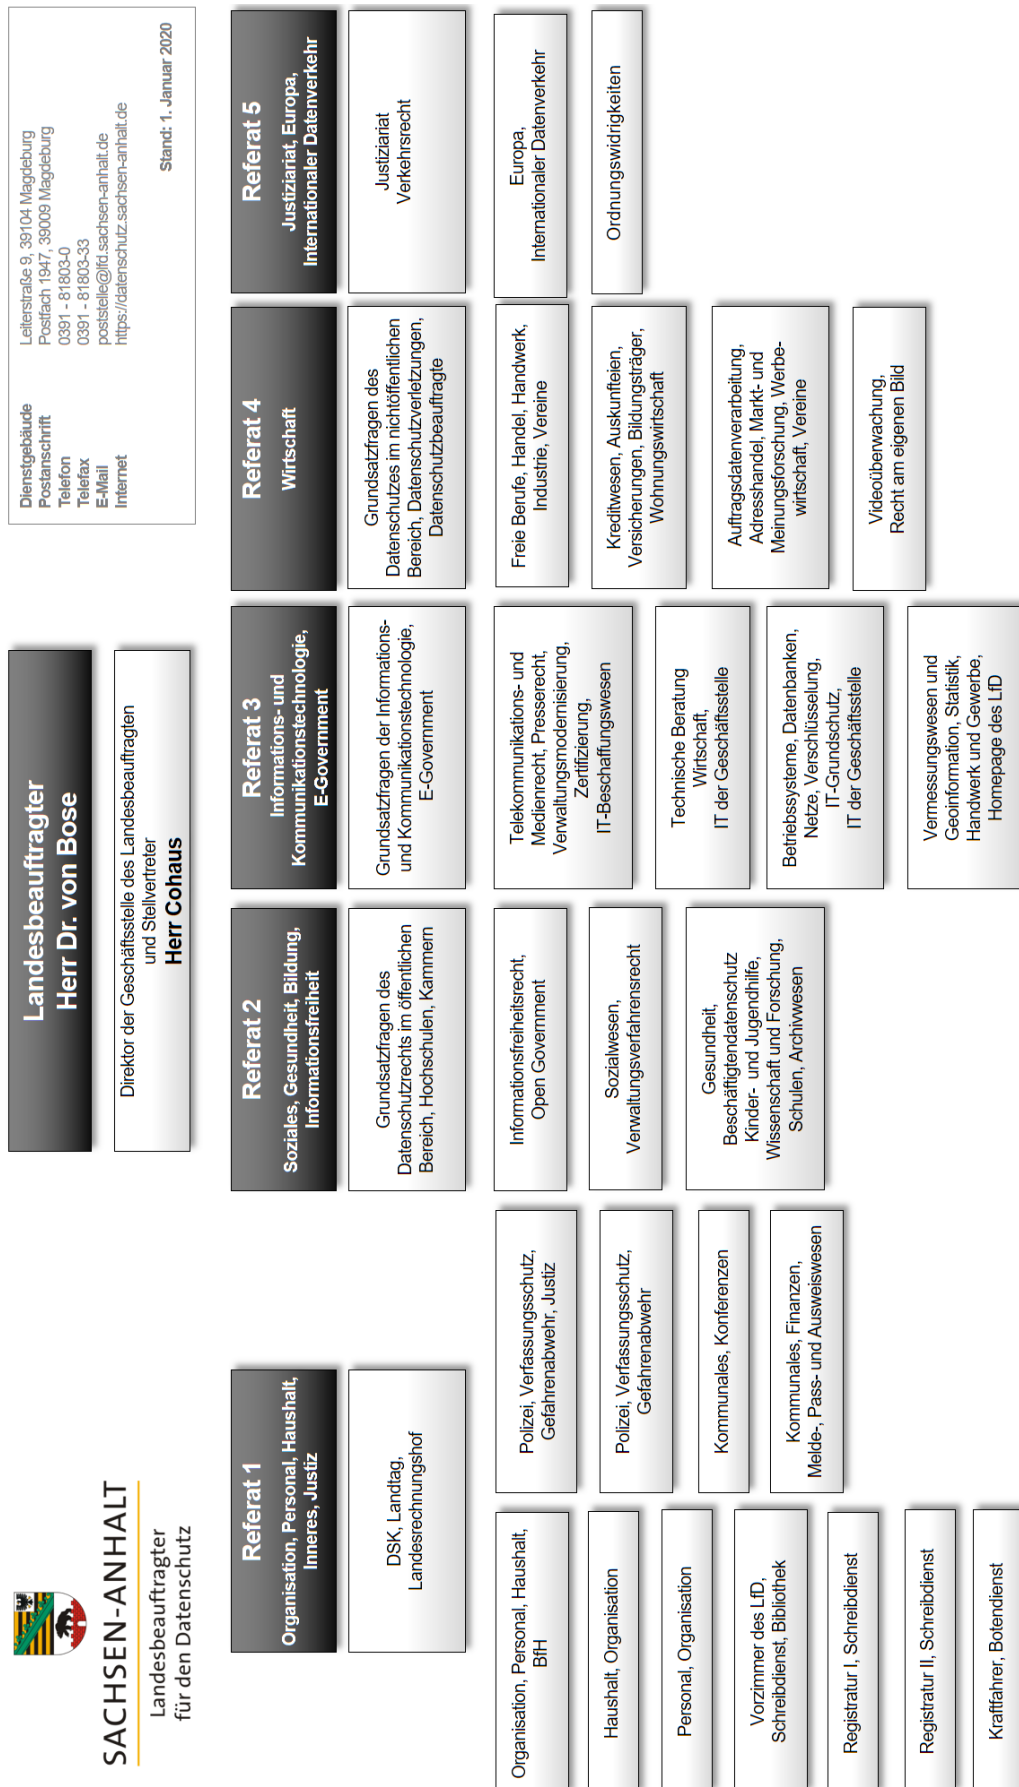 SACHSEN-ANHALT
Landesbeauftragter
für den Datenschutz
Landesbeauftragter
Herr Dr. von Bose
Direktor der Geschäftsstelle des Landesbeauftragten
und Stellvertreter
Herr Cohaus
Dienstgebäude Leiterstraße 9, 39104 Magdeburg
Postanschrift Postfach 1947, 39009 Magdeburg
Telefon 0391 - 81803-0
Telefax 0391 - 81803-33
E-Mail poststelle@lfd.sachsen-anhalt.de
Internet https://datenschutz.sachsen-anhalt.de
Stand: 1. Januar 2020
Referat 1
Organisation, Personal, Haushalt,
Inneres, Justiz
DSK, Landtag,
Landesrechnungshof
Organisation, Personal, Haushalt,
BfH
Haushalt, Organisation
Personal, Organisation
Vorzimmer des LfD,
Schreibdienst, Bibliothek
Registratur I, Schreibdienst
Registratur II, Schreibdienst
Kraftfahrer, Botendienst
Polizei, Verfassungsschutz,
Gefahrenabwehr, Justiz
Polizei, Verfassungsschutz,
Gefahrenabwehr
Kommunales, Konferenzen
Kommunales, Finanzen,
Melde-, Pass- und Ausweiswesen
Referat 2
Soziales, Gesundheit, Bildung,
Informationsfreiheit
Grundsatzfragen des
Datenschutzrechts im öffentlichen
Bereich, Hochschulen, Kammern
Informationsfreiheitsrecht,
Open Government
Sozialwesen,
Verwaltungsverfahrensrecht
Gesundheit,
Beschäftigtendatenschutz
Kinder- und Jugendhilfe,
Wissenschaft und Forschung,
Schulen, Archivwesen
Referat 3
Informations- und
Kommunikationstechnologie,
E-Government
Grundsatzfragen der Informations-
und Kommunikationstechnologie,
E-Government
Telekommunikations- und
Medienrecht, Presserecht,
Verwaltungsmodernisierung,
Zertifizierung,
IT-Beschaffungswesen
Technische Beratung
Wirtschaft,
IT der Geschäftsstelle
Betriebssysteme, Datenbanken,
Netze, Verschlüsselung,
IT-Grundschutz,
IT der Geschäftsstelle
Vermessungswesen und
Geoinformation, Statistik,
Handwerk und Gewerbe,
Homepage des LfD
Referat 4
Wirtschaft
Grundsatzfragen des
Datenschutzes im nichtöffentlichen
Bereich, Datenschutzverletzungen,
Datenschutzbeauftragte
Freie Berufe, Handel, Handwerk,
Industrie, Vereine
Kreditwesen, Auskunfteien,
Versicherungen, Bildungsträger,
Wohnungswirtschaft
Auftragsdatenverarbeitung,
Adresshandel, Markt- und
Meinungsforschung, Werbe-
wirtschaft, Vereine
Videoüberwachung,
Recht am eigenen Bild
Referat 5
Justiziariat, Europa,
Internationaler Datenverkehr
Justiziariat
Verkehrsrecht
Europa,
Internationaler Datenverkehr
Ordnungswidrigkeiten